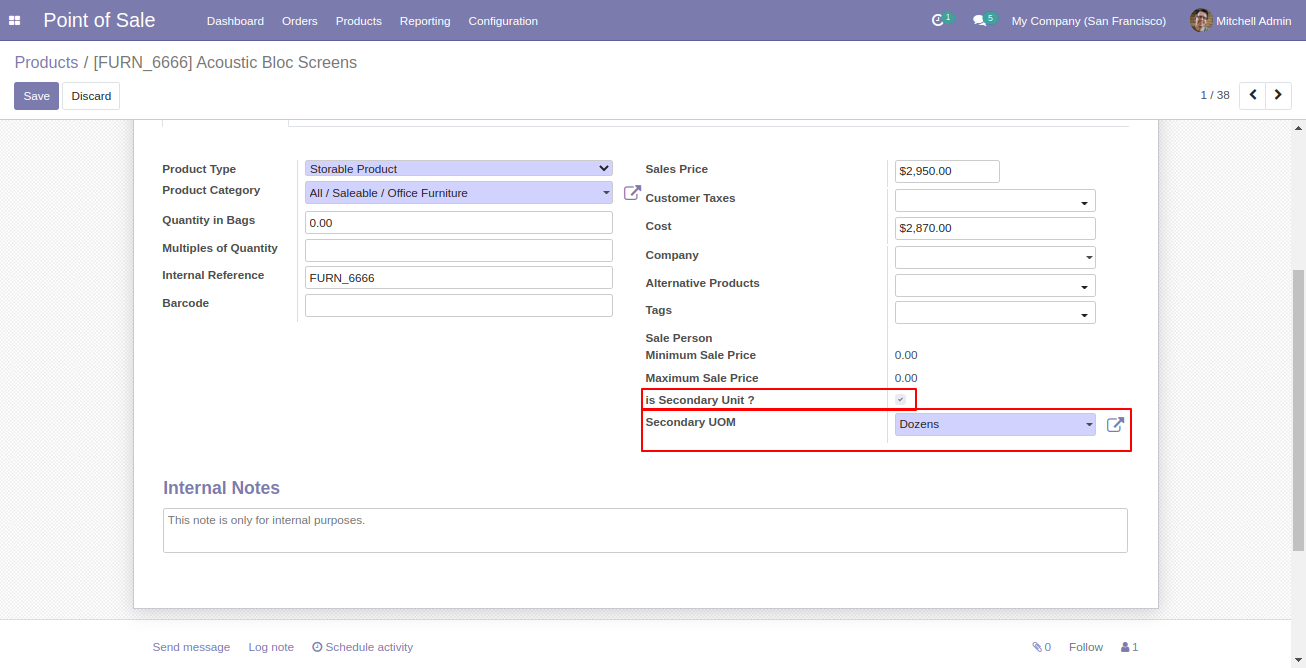 Point of Sale Dashboard Orders Products Reporting Configuration 1 5 My Company (San Francisco) Mitchell Admin
Products / [FURN_6666] Acoustic Bloc Screens
Save Discard 1 / 38
Product Type Storable Product
Product Category All / Saleable / Office Furniture
Quantity in Bags 0.00
Multiples of Quantity
Internal Reference FURN_6666
Barcode
Sales Price $2,950.00
Customer Taxes
Cost $2,870.00
Company
Alternative Products
Tags
Sale Person
Minimum Sale Price 0.00
Maximum Sale Price 0.00
is Secondary Unit ?
Secondary UOM Dozens
Internal Notes
This note is only for internal purposes.
Send message Log note Schedule activity 0 Follow 1